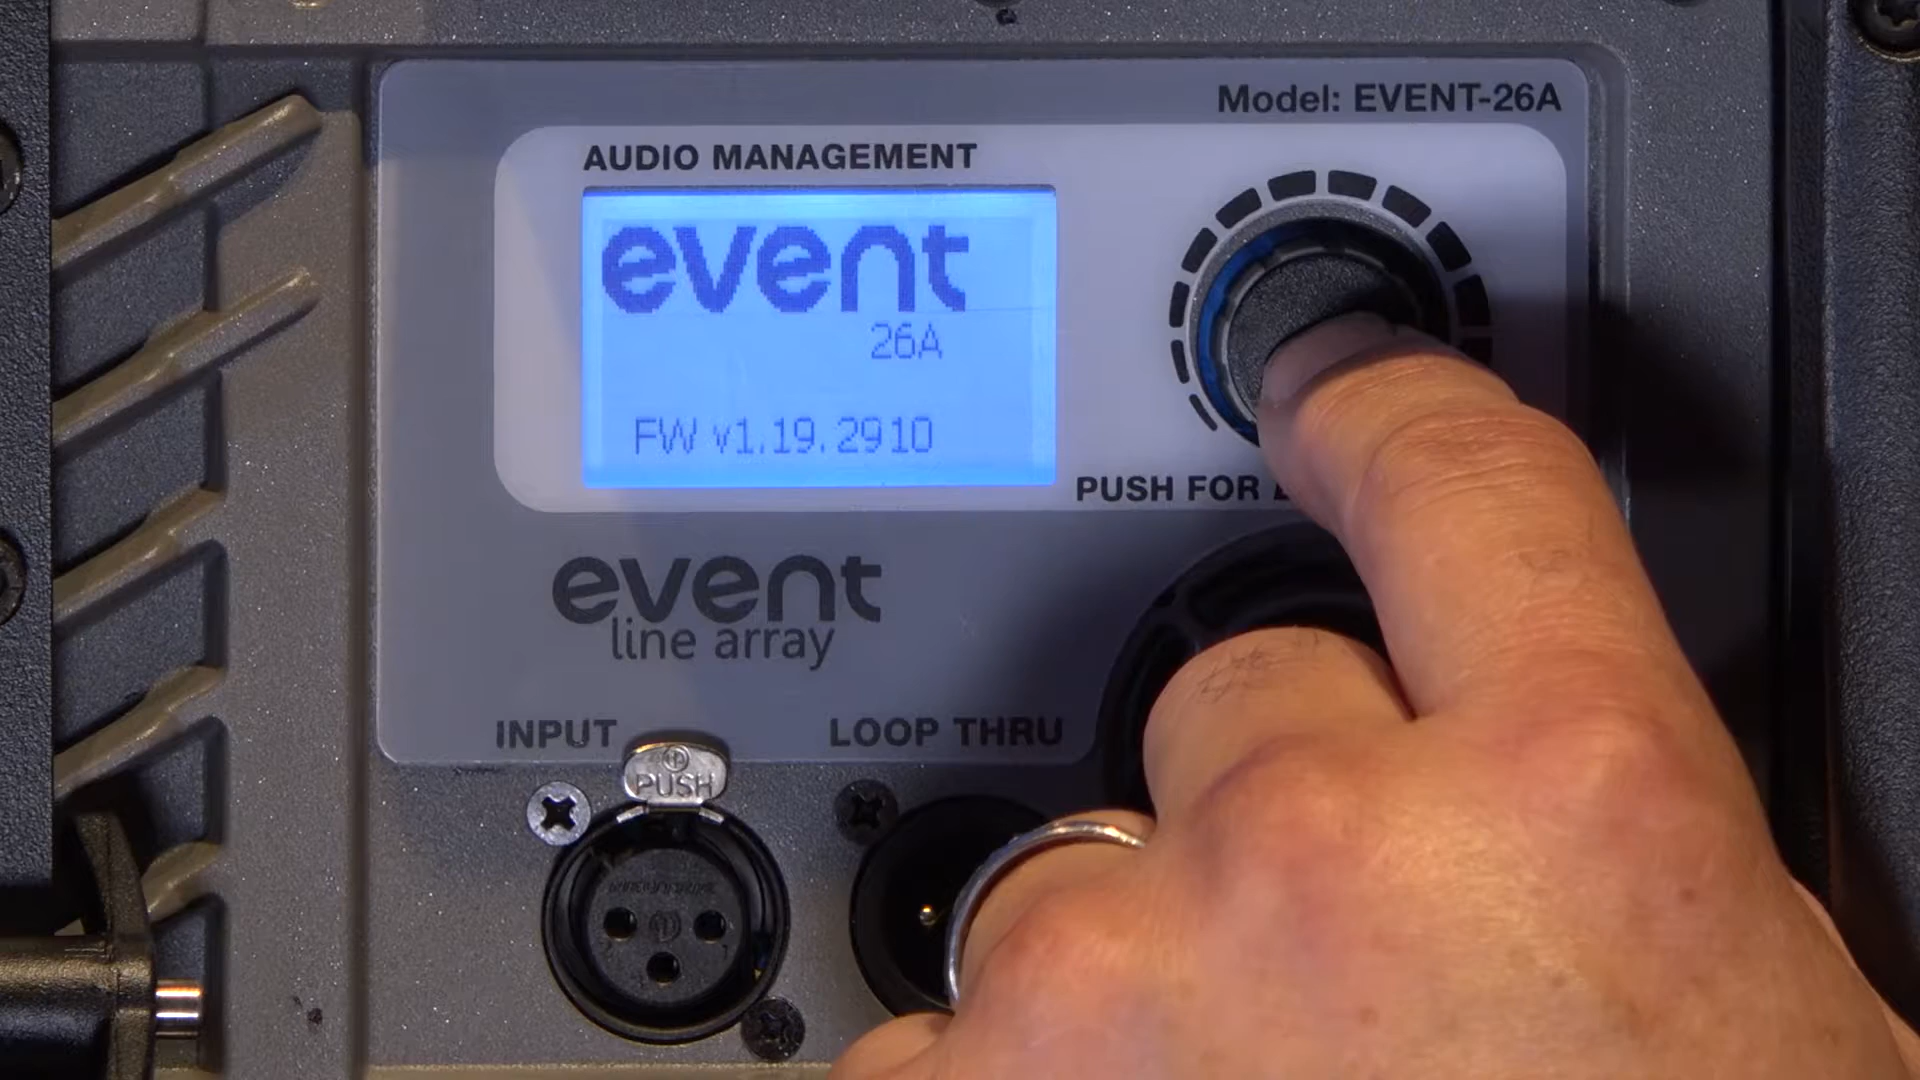 Model: EVENT-26A
AUDIO MANAGEMENT
event
26A
FW v1.19.2910
PUSH FOR
event
line array
INPUT
LOOP THRU
PUSH